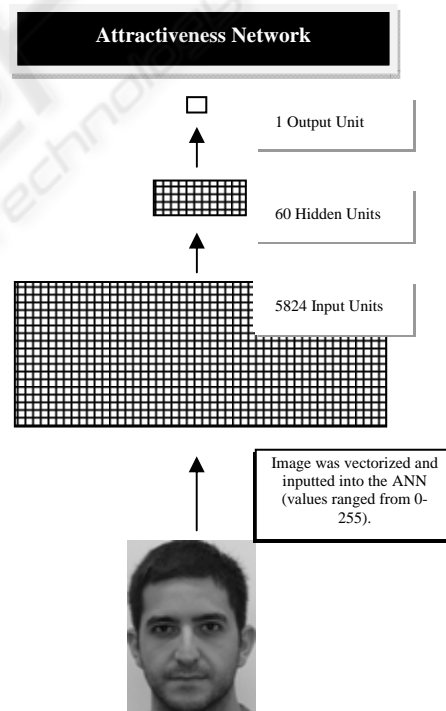 Attractiveness Network
1 Output Unit
60 Hidden Units
5824 Input Units
Image was vectorized and
inputted into the ANN
(values ranged from 0-
255).